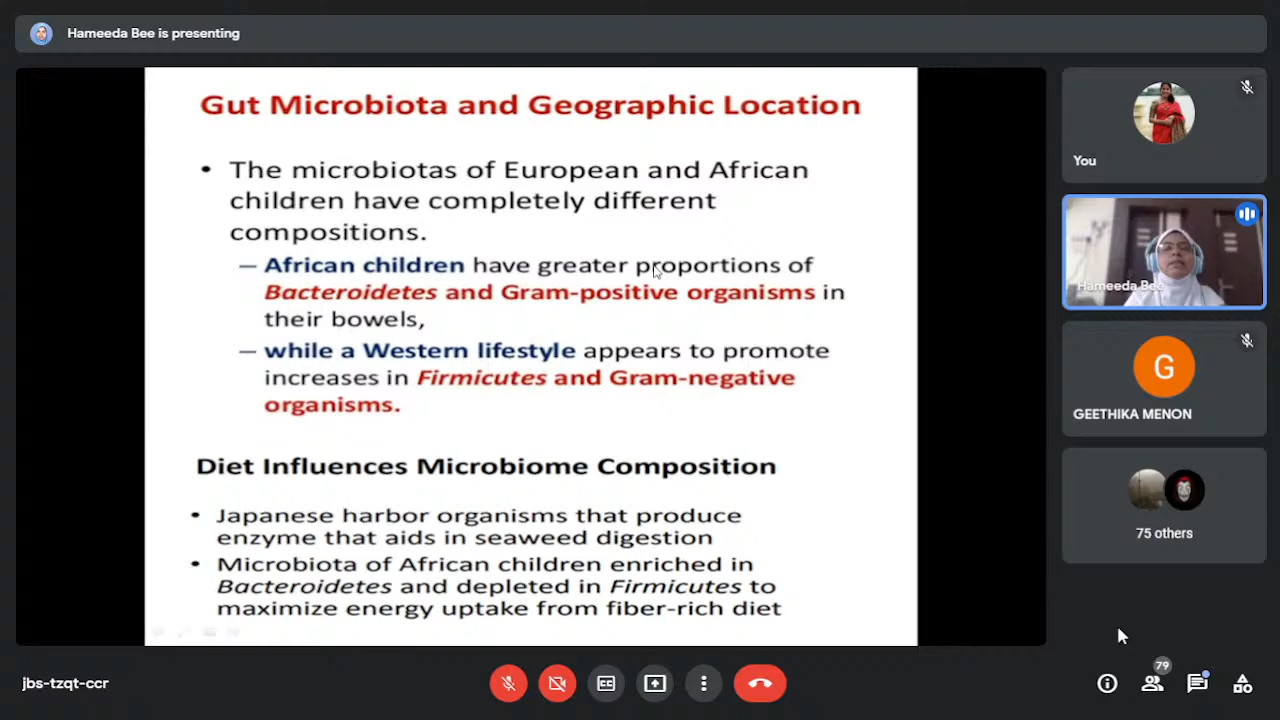 Hameeda Bee is presenting
Gut Microbiota and Geographic Location
• The microbiotas of European and African
children have completely different
compositions.
– African children have greater proportions of
Bacteroidetes and Gram-positive organisms in
their bowels,
– while a Western lifestyle appears to promote
increases in Firmicutes and Gram-negative
organisms.
Diet Influences Microbiome Composition
• Japanese harbor organisms that produce
enzyme that aids in seaweed digestion
• Microbiota of African children enriched in
Bacteroidetes and depleted in Firmicutes to
maximize energy uptake from fiber-rich diet
You
Hameeda Bee
G
GEETHIKA MENON
75 others
jbs-tzqt-ccr
CC
79